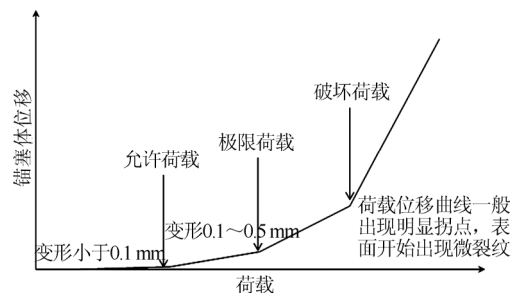 锚塞体位移
破坏荷载
极限荷载
允许荷载
荷载位移曲线一般
出现明显拐点，表
面开始出现微裂纹
变形0.1～0.5 mm
变形小于0.1 mm
荷载